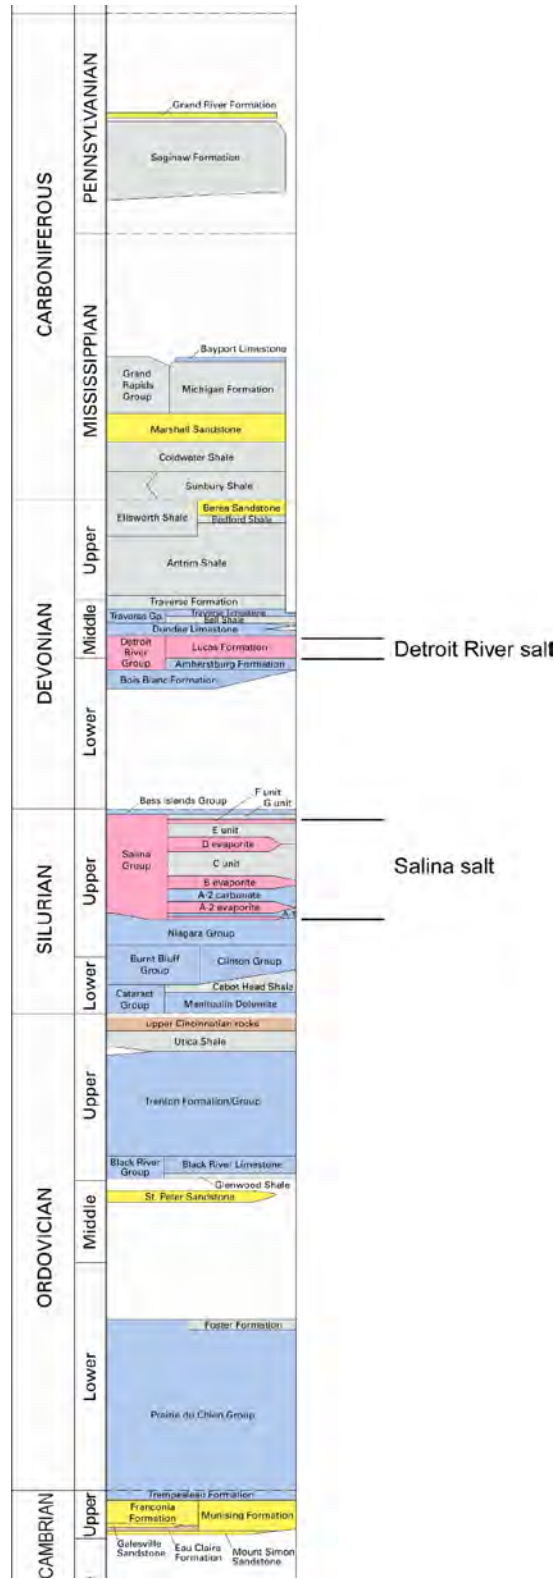 CARBONIFEROUS
PENNSYLVANIAN
Grand River Formation
Saginaw Formation
MISSISSIPPIAN
Bayport Limestone
Grand
Rapids
Group
Michigan Formation
Marshall Sandstone
Coldwater Shale
Sunbury Shale
DEVONIAN
Upper
Ellsworth Shale
Berea Sandstone
Bedford Shale
Antrim Shale
Middle
Traverse Formation
Traverse Gp.
Traverse Limestone
Bell Shale
Dundee Limestone
Detroit
River
Group
Lucas Formation
Amherstburg Formation
Detroit River salt
Lower
Bois Blanc Formation
SILURIAN
Upper
Bass Islands Group
F unit
G unit
Salina
Group
E unit
D evaporite
C unit
B evaporite
A-2 carbonate
A-2 evaporite
Salina salt
Niagara Group
Lower
Burnt Bluff
Group
Clinton Group
Cabot Head Shale
Cataract
Group
Manitoulin Dolomite
ORDOVICIAN
Upper
upper Cincinnatian rocks
Utica Shale
Trenton Formation/Group
Black River
Group
Black River Limestone
Glenwood Shale
Middle
St. Peter Sandstone
Lower
Foster Formation
Prairie du Chien Group
CAMBRIAN
Upper
Trempealeau Formation
Franconia
Formation
Munising Formation
Galesville
Sandstone
Eau Claire
Formation
Mount Simon
Sandstone